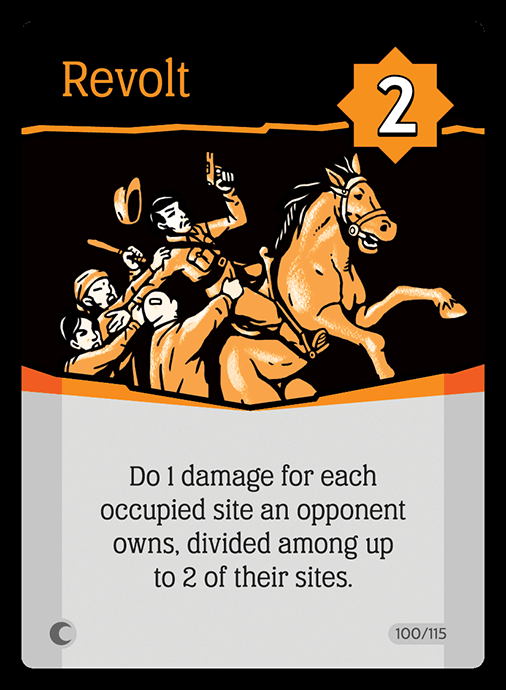 Revolt
2
Do 1 damage for each
occupied site an opponent
owns, divided among up
to 2 of their sites.
100/115